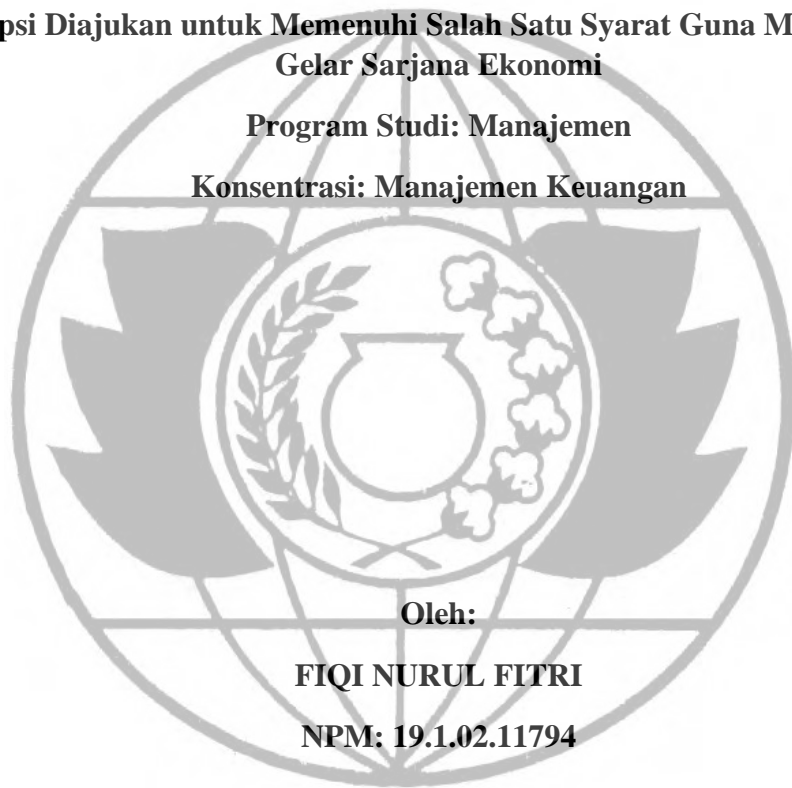 psi Diajukan untuk Memenuhi Salah Satu Syarat Guna M
Gelar Sarjana Ekonomi
Program Studi: Manajemen
Konsentrasi: Manajemen Keuangan
Oleh:
FIQI NURUL FITRI
NPM: 19.1.02.11794